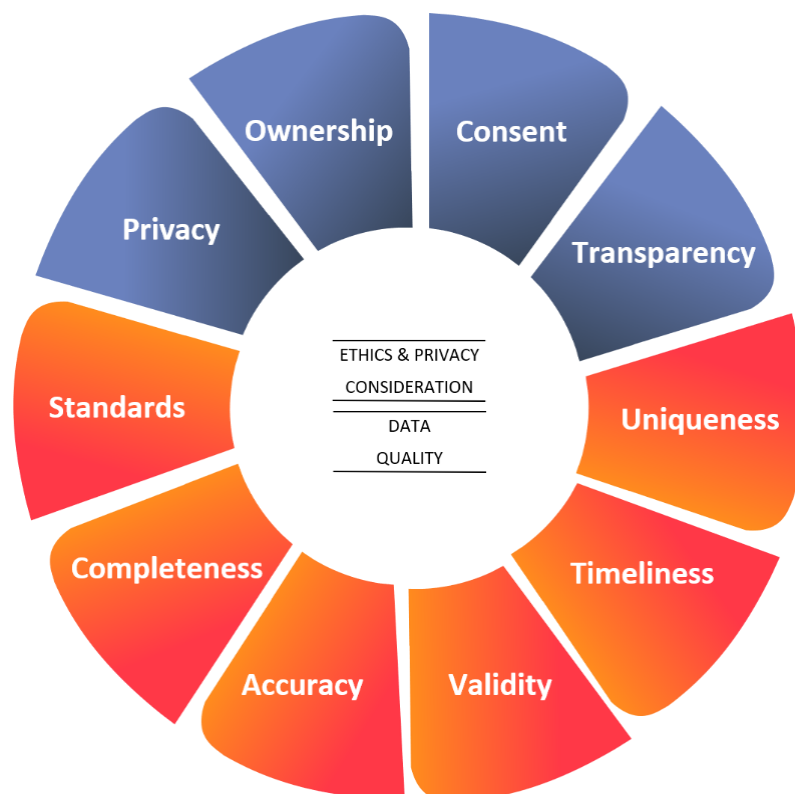 Ownership
Consent
Privacy
Transparency
ETHICS & PRIVACY
CONSIDERATION
DATA
QUALITY
Standards
Uniqueness
Completeness
Timeliness
Accuracy
Validity